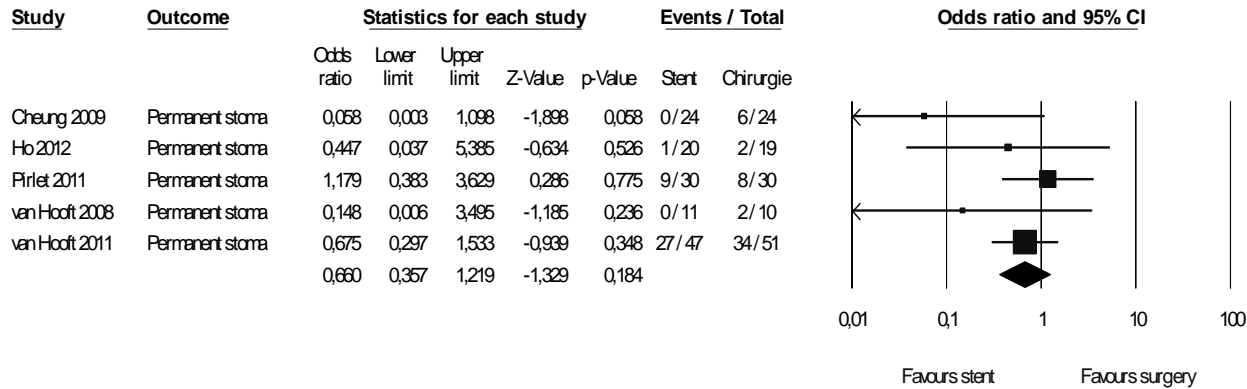 Study Outcome Statistics for each study Events / Total Odds ratio and 95% CI
Odds Lower Upper
ratio limit limit Z-Value p-Value Stent Chirurgie
Cheung 2009 Permanent stoma 0,058 0,003 1,098 -1,898 0,058 0 / 24 6 / 24
Ho 2012 Permanent stoma 0,447 0,037 5,385 -0,634 0,526 1 / 20 2 / 19
Pirlet 2011 Permanent stoma 1,179 0,383 3,629 0,286 0,775 9 / 30 8 / 30
van Hooft 2008 Permanent stoma 0,148 0,006 3,495 -1,185 0,236 0 / 11 2 / 10
van Hooft 2011 Permanent stoma 0,675 0,297 1,533 -0,939 0,348 27 / 47 34 / 51
0,660 0,357 1,219 -1,329 0,184
0,01 0,1 1 10 100
Favours stent Favours surgery